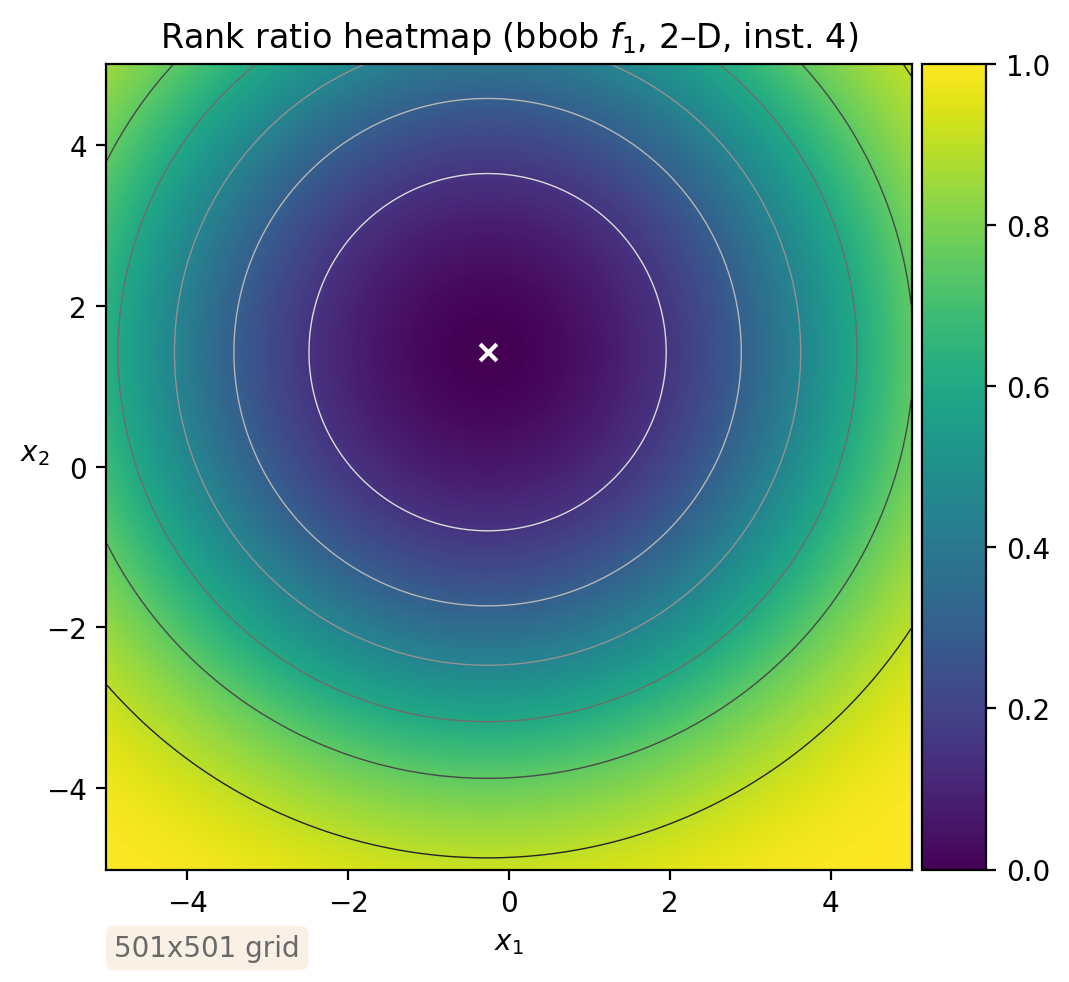 Rank ratio heatmap (bbob f₁, 2–D, inst. 4)
1.0
0.8
0.6
0.4
0.2
0.0
4
2
0
−2
−4
x₂
−4 −2 0 2 4
x₁
501x501 grid